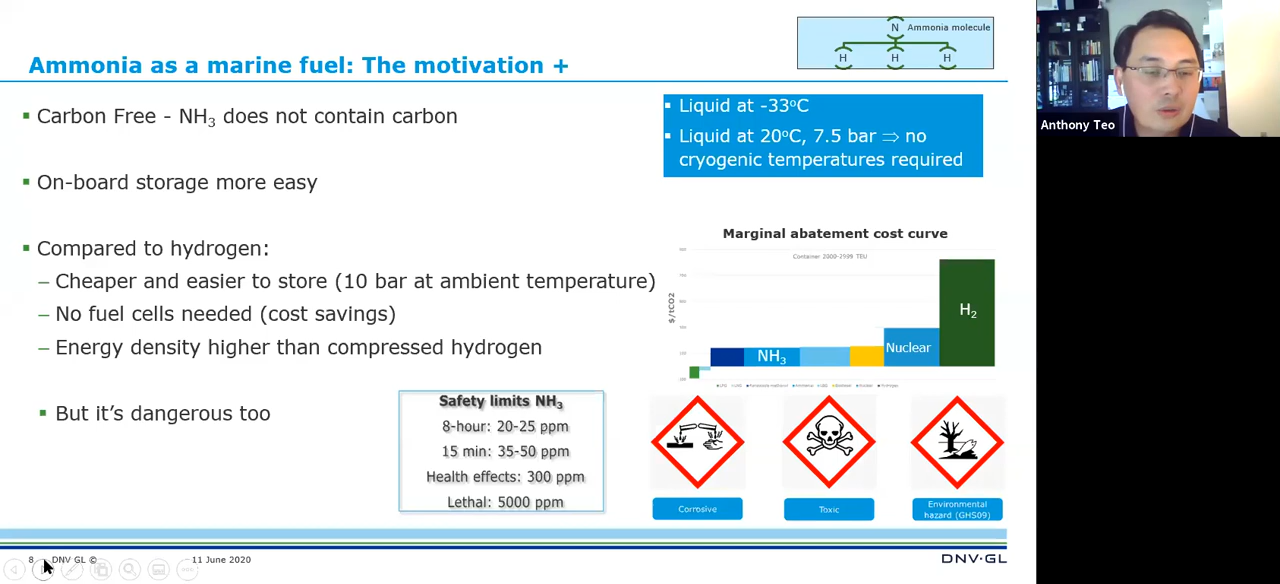 N Ammonia molecule
H H H
Ammonia as a marine fuel: The motivation +
▪ Carbon Free - NH₃ does not contain carbon
▪ On-board storage more easy
▪ Compared to hydrogen:
– Cheaper and easier to store (10 bar at ambient temperature)
– No fuel cells needed (cost savings)
– Energy density higher than compressed hydrogen
▪ But it's dangerous too
▪ Liquid at -33°C
▪ Liquid at 20°C, 7.5 bar ⇒ no
cryogenic temperatures required
Marginal abatement cost curve
Container 2000-2999 TEU
$/tCO2
NH₃
Nuclear
H₂
Safety limits NH₃
8-hour: 20-25 ppm
15 min: 35-50 ppm
Health effects: 300 ppm
Lethal: 5000 ppm
Corrosive
Toxic
Environmental
hazard (GHS09)
8 DNV GL © 11 June 2020
DNV·GL
Anthony Teo